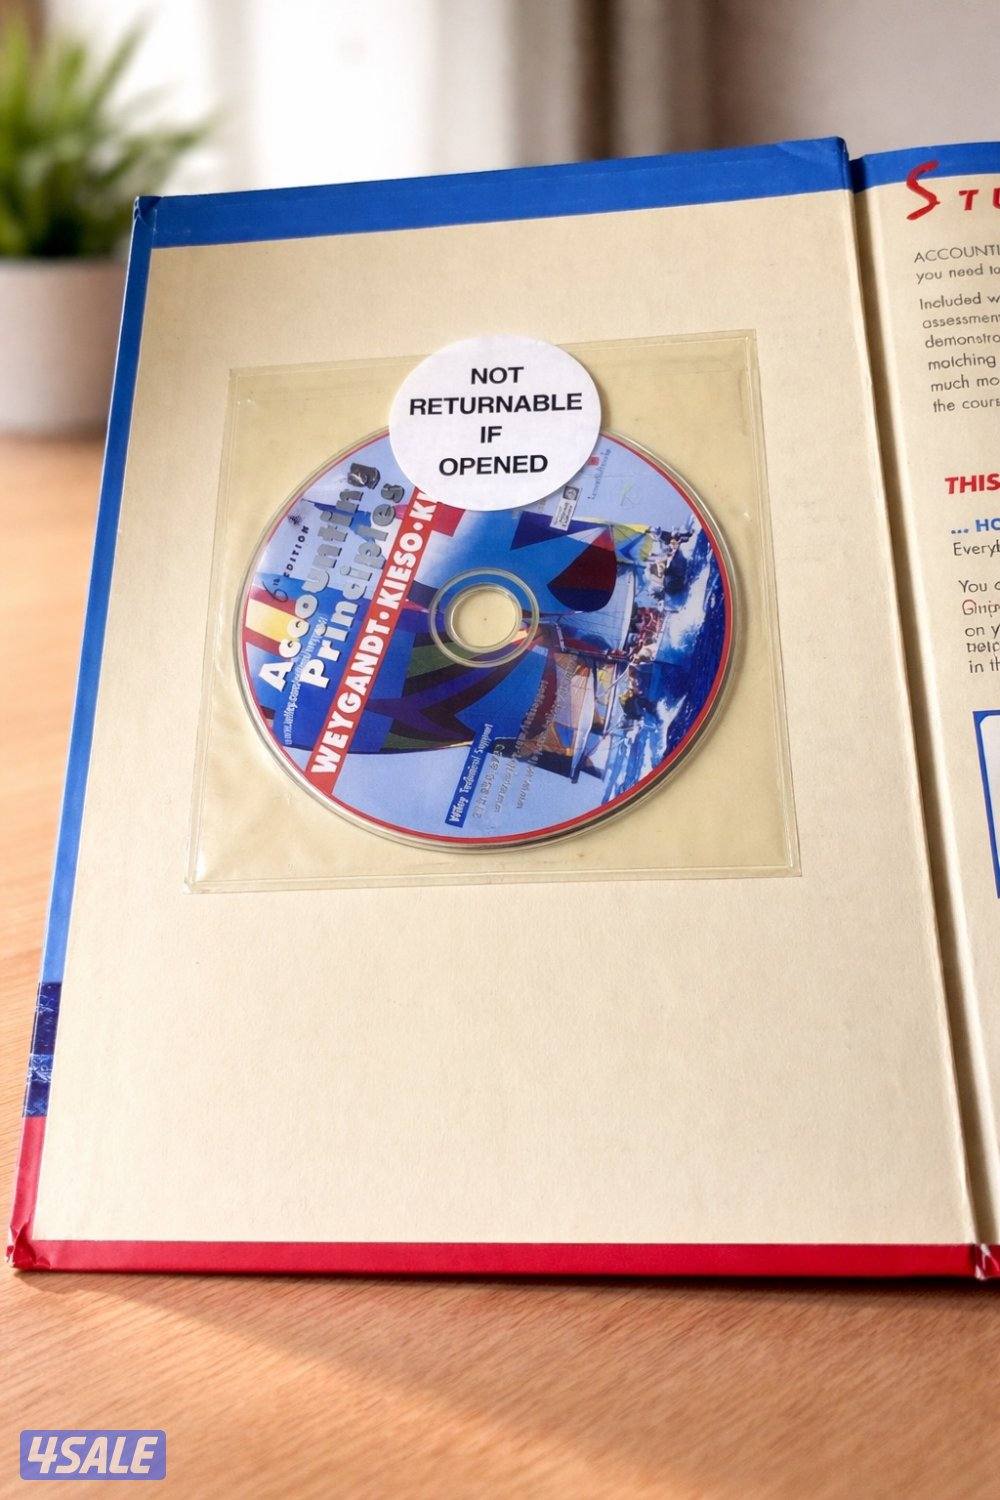 NOT
RETURNABLE
IF
OPENED
6th EDITION
Accounting
Principles
WEYGANDT • KIESO • K
Wiley Technical Support
ACCOUNTI
you need to
Included w
assessmen
demonstra
matching
much mo
the cours
THIS
... HO
Everyb
You c
on y
help
in th
4SALE